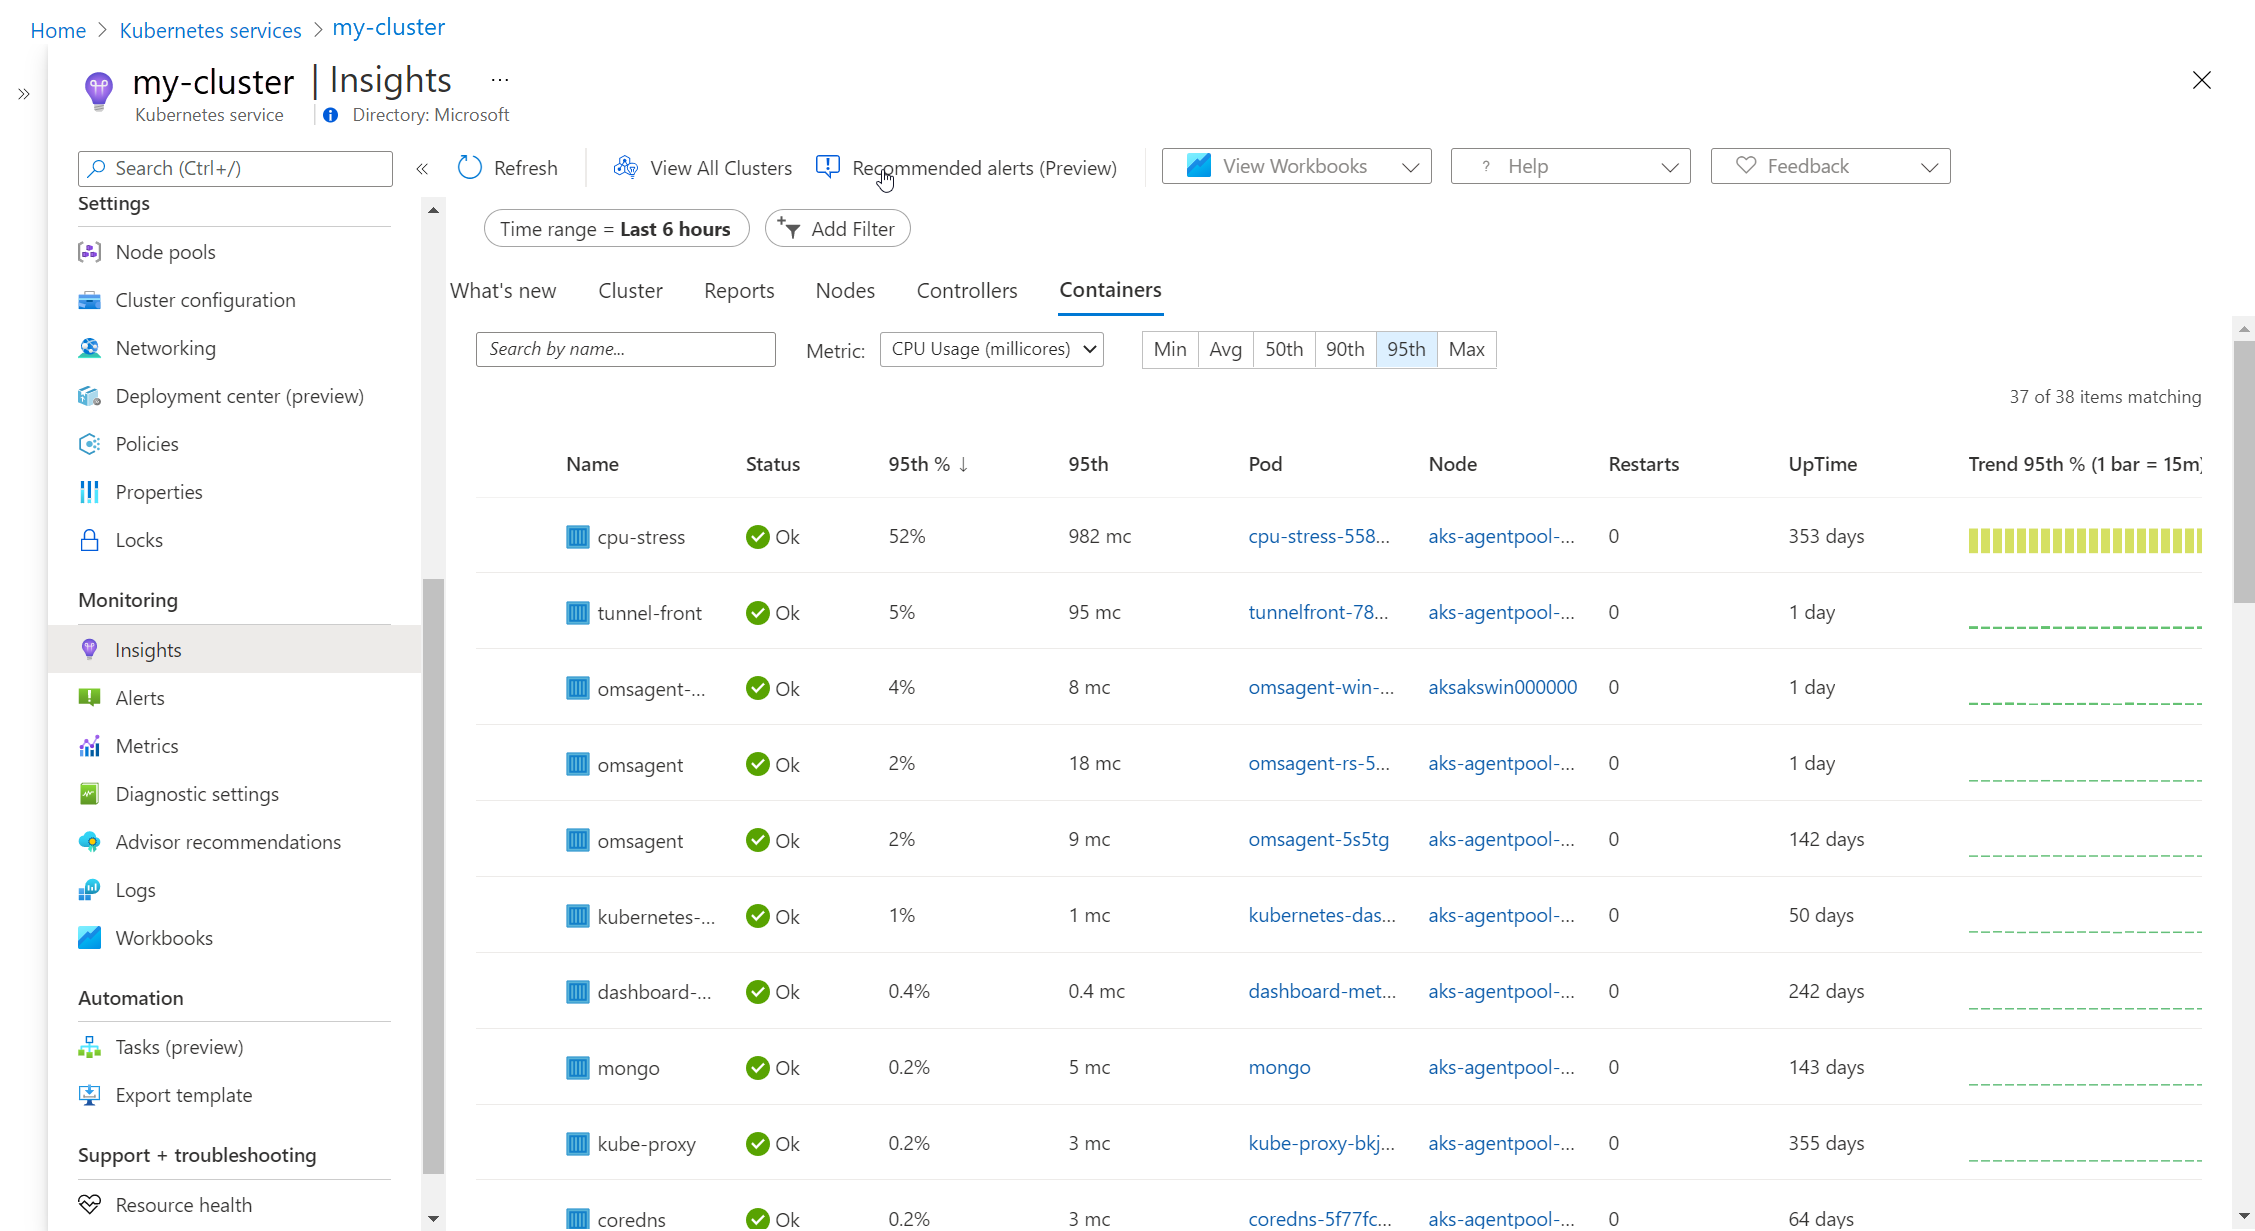 Home > Kubernetes services > my-cluster
my-cluster | Insights ...
Kubernetes service
Directory: Microsoft
Search (Ctrl+/)
Refresh
View All Clusters
Recommended alerts (Preview)
View Workbooks
? Help
Feedback
Settings
Node pools
Cluster configuration
Networking
Deployment center (preview)
Policies
Properties
Locks
Monitoring
Insights
Alerts
Metrics
Diagnostic settings
Advisor recommendations
Logs
Workbooks
Automation
Tasks (preview)
Export template
Support + troubleshooting
Resource health
Time range = Last 6 hours
Add Filter
What's new Cluster Reports Nodes Controllers Containers
Search by name...
Metric: CPU Usage (millicores)
Min Avg 50th 90th 95th Max
37 of 38 items matching
Name Status 95th % ↓ 95th Pod Node Restarts UpTime Trend 95th % (1 bar = 15m)
cpu-stress Ok 52% 982 mc cpu-stress-558... aks-agentpool-... 0 353 days
tunnel-front Ok 5% 95 mc tunnelfront-78... aks-agentpool-... 0 1 day
omsagent-... Ok 4% 8 mc omsagent-win-... aksakswin000000 0 1 day
omsagent Ok 2% 18 mc omsagent-rs-5... aks-agentpool-... 0 1 day
omsagent Ok 2% 9 mc omsagent-5s5tg aks-agentpool-... 0 142 days
kubernetes-... Ok 1% 1 mc kubernetes-das... aks-agentpool-... 0 50 days
dashboard-... Ok 0.4% 0.4 mc dashboard-met... aks-agentpool-... 0 242 days
mongo Ok 0.2% 5 mc mongo aks-agentpool-... 0 143 days
kube-proxy Ok 0.2% 3 mc kube-proxy-bkj... aks-agentpool-... 0 355 days
coredns Ok 0.2% 3 mc coredns-5f77fc... aks-agentpool-... 0 64 days